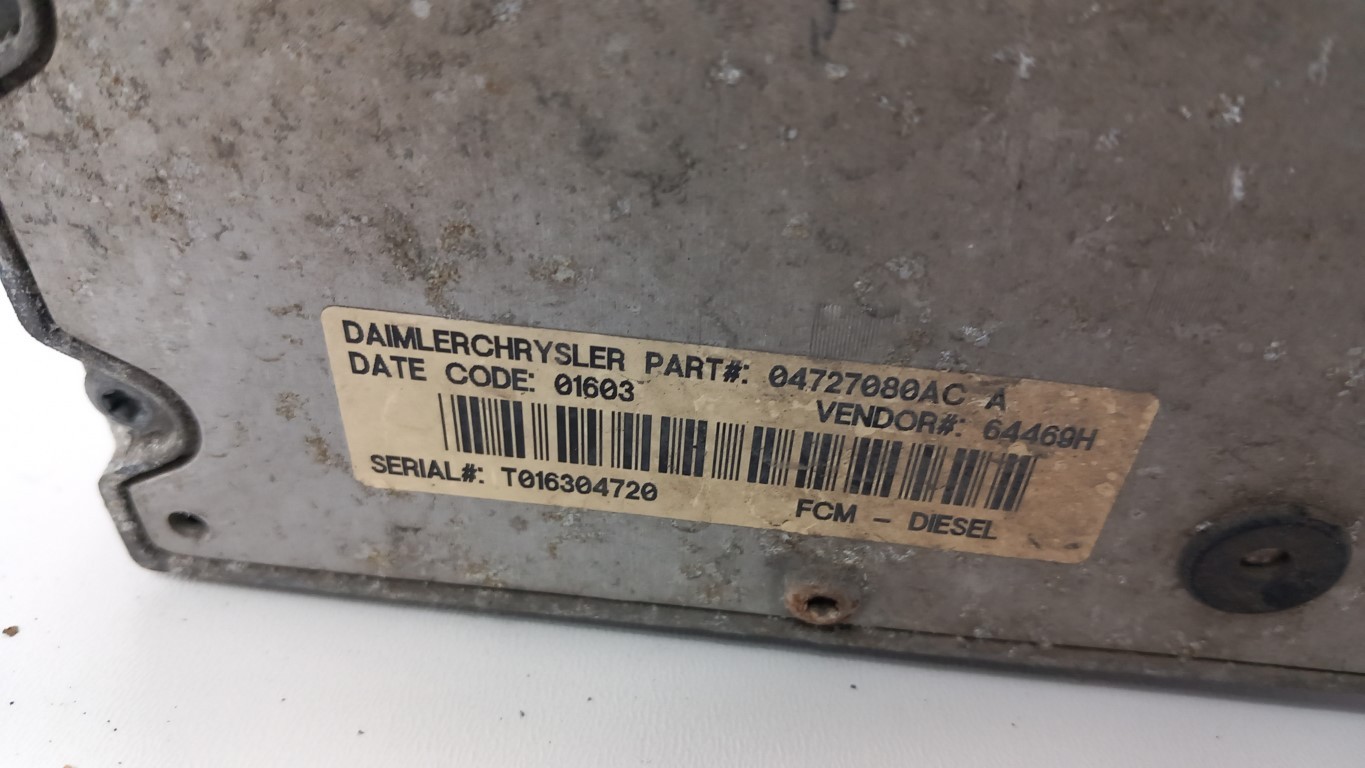 DAIMLERCHRYSLER PART#: 04727080AC A
DATE CODE: 01603
VENDOR#: 64469H
SERIAL#: T016304720
FCM - DIESEL